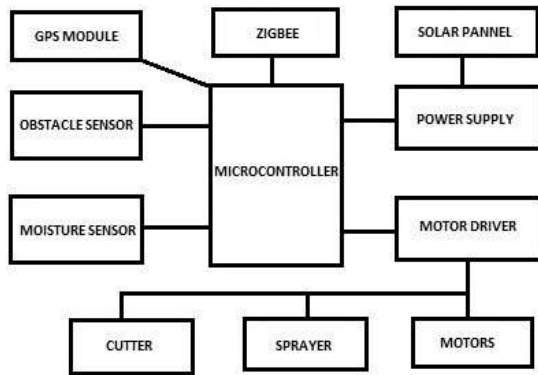 GPS MODULE
ZIGBEE
SOLAR PANNEL
OBSTACLE SENSOR
POWER SUPPLY
MICROCONTROLLER
MOISTURE SENSOR
MOTOR DRIVER
CUTTER
SPRAYER
MOTORS